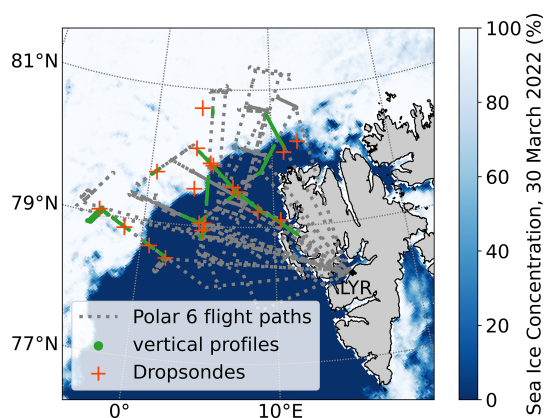 81°N
79°N
77°N
0°
10°E
LYR
Polar 6 flight paths
vertical profiles
Dropsondes
100
80
60
40
20
0
Sea Ice Concentration, 30 March 2022 (%)